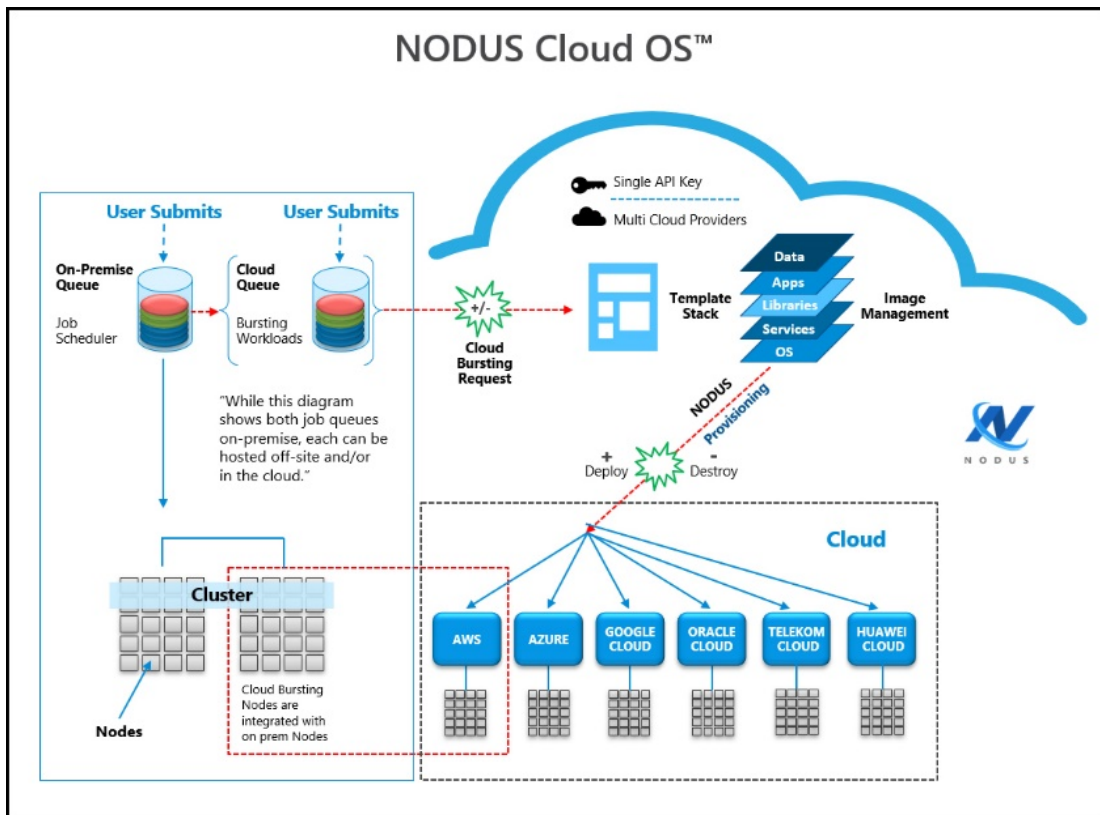 NODUS Cloud OS™
Single API Key
Multi Cloud Providers
User Submits
User Submits
On-Premise
Queue
Job
Scheduler
Cloud
Queue
Bursting
Workloads
+/-
Cloud
Bursting
Request
Template
Stack
Data
Apps
Libraries
Services
OS
Image
Management
"While this diagram
shows both job queues
on-premise, each can be
hosted off-site and/or
in the cloud."
NODUS
Provisioning
+
Deploy
-
Destroy
NODUS
Cloud
Cluster
AWS
AZURE
GOOGLE
CLOUD
ORACLE
CLOUD
TELEKOM
CLOUD
HUAWEI
CLOUD
Nodes
Cloud Bursting
Nodes are
integrated with
on prem Nodes